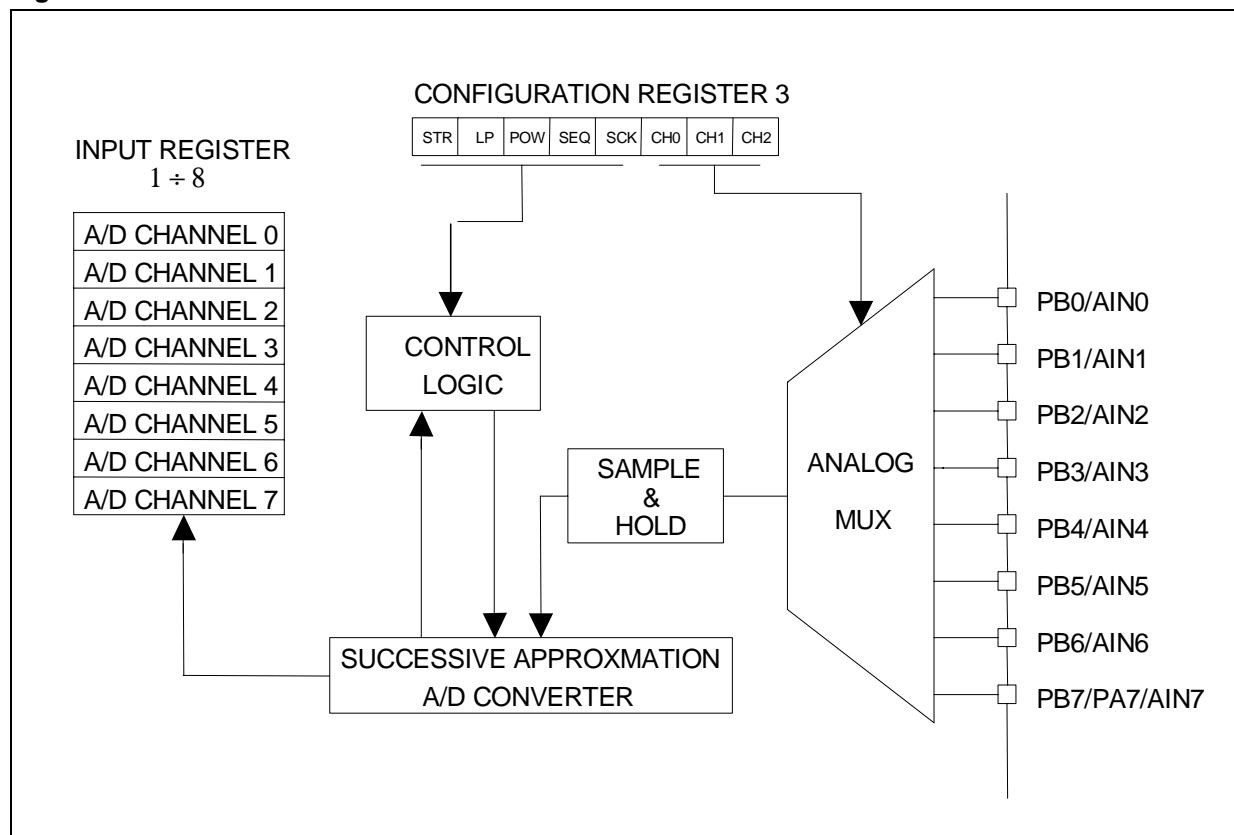 CONFIGURATION REGISTER 3
STR LP POW SEQ SCK CH0 CH1 CH2
INPUT REGISTER
1 ÷ 8
A/D CHANNEL 0
A/D CHANNEL 1
A/D CHANNEL 2
A/D CHANNEL 3
A/D CHANNEL 4
A/D CHANNEL 5
A/D CHANNEL 6
A/D CHANNEL 7
CONTROL
LOGIC
SAMPLE
&
HOLD
ANALOG
MUX
SUCCESSIVE APPROXMATION
A/D CONVERTER
PB0/AIN0
PB1/AIN1
PB2/AIN2
PB3/AIN3
PB4/AIN4
PB5/AIN5
PB6/AIN6
PB7/PA7/AIN7